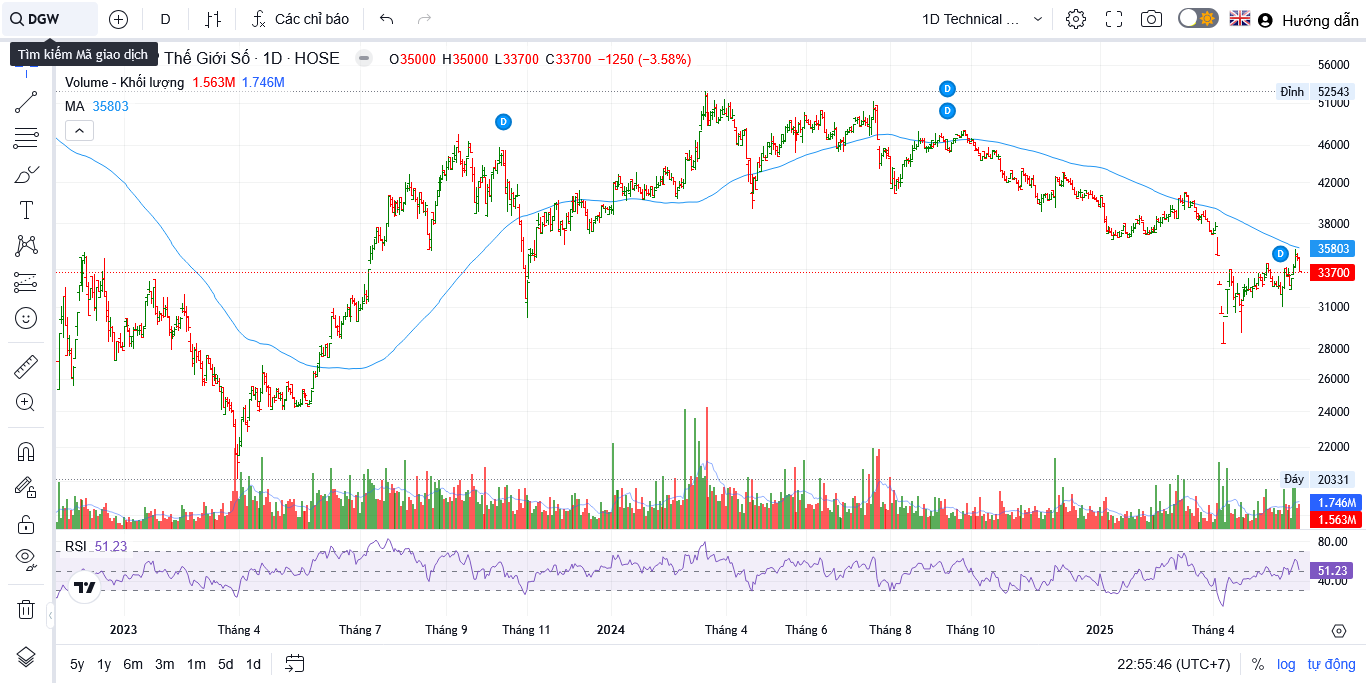 DGW D Các chỉ báo 1D Technical ... Hướng dẫn
Tìm kiếm Mã giao dịch
Thế Giới Số · 1D · HOSE O35000 H35000 L33700 C33700 −1250 (−3.58%)
Volume - Khối lượng 1.563M 1.746M
MA 35803
D
D
D
D
56000
Đỉnh 52543
51000
46000
42000
38000
35803
33700
31000
28000
26000
24000
22000
Đáy 20331
1.746M
1.563M
RSI 51.23
80.00
51.23
40.00
2023 Tháng 4 Tháng 7 Tháng 9 Tháng 11 2024 Tháng 4 Tháng 6 Tháng 8 Tháng 10 2025 Tháng 4
5y 1y 6m 3m 1m 5d 1d 22:55:46 (UTC+7) % log tự động